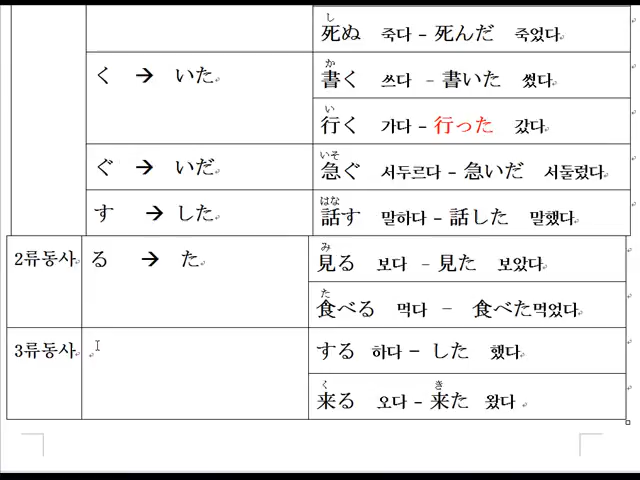 し
死ぬ 죽다 - 死んだ 죽었다
く → いた
か
書く 쓰다 - 書いた 썼다
い
行く 가다 - 行った 갔다
ぐ → いだ
いそ
急ぐ 서두르다 - 急いだ 서둘렀다
す → した
はな
話す 말하다 - 話した 말했다
2류동사 る → た
み
見る 보다 - 見た 보았다
た
食べる 먹다 - 食べた먹었다
3류동사
する 하다 - した 했다
く き
来る 오다 - 来た 왔다